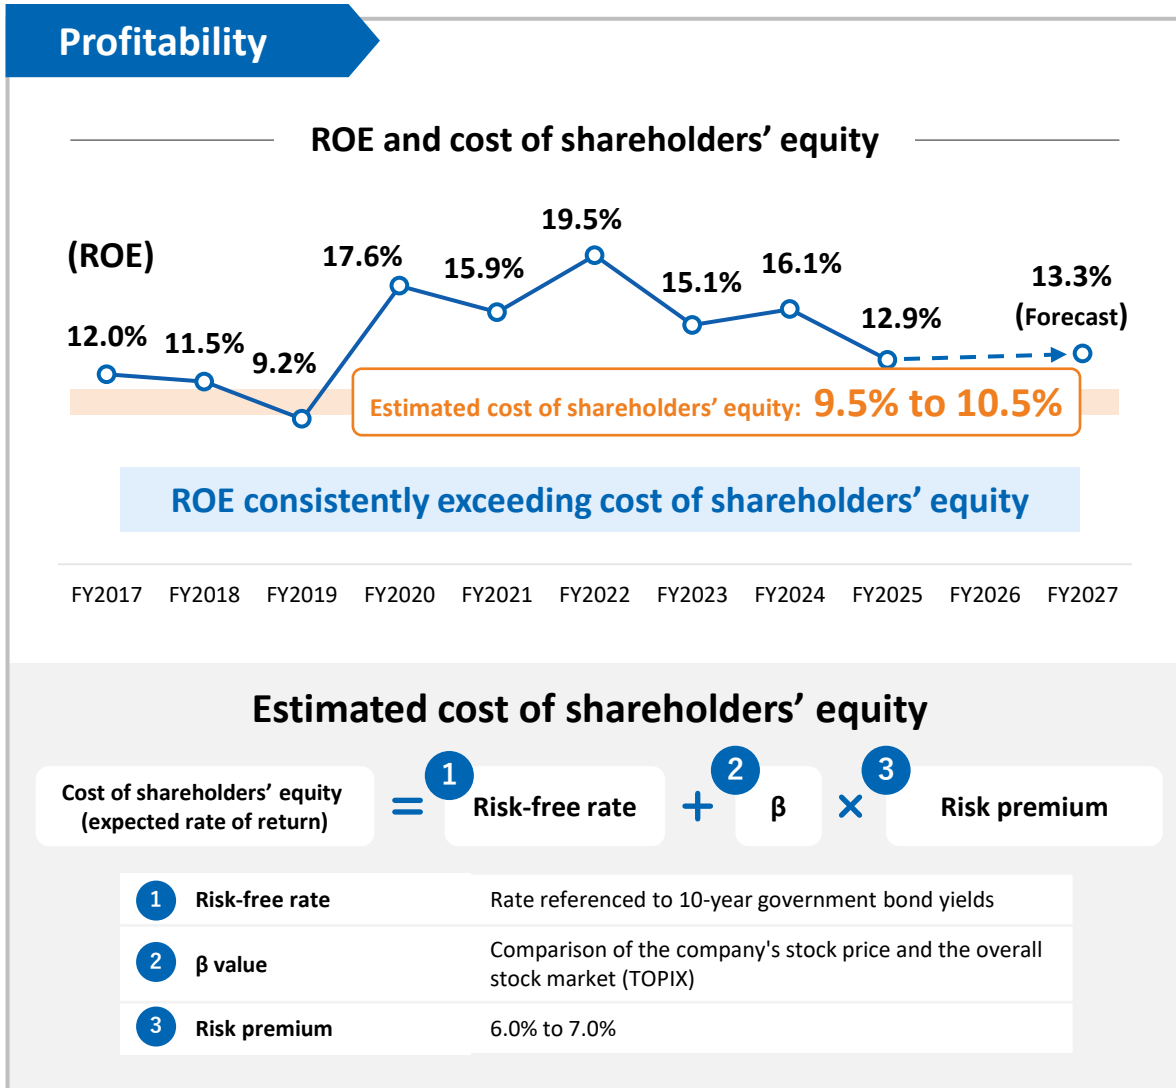 Profitability
ROE and cost of shareholders’ equity
(ROE)
12.0%
11.5%
9.2%
17.6%
15.9%
19.5%
15.1%
16.1%
12.9%
13.3%
(Forecast)
Estimated cost of shareholders’ equity: 9.5% to 10.5%
ROE consistently exceeding cost of shareholders’ equity
FY2017 FY2018 FY2019 FY2020 FY2021 FY2022 FY2023 FY2024 FY2025 FY2026 FY2027
Estimated cost of shareholders’ equity
Cost of shareholders’ equity
(expected rate of return)
=
1 Risk-free rate
+
2 β
×
3 Risk premium
1 Risk-free rate Rate referenced to 10-year government bond yields
2 β value Comparison of the company's stock price and the overall
stock market (TOPIX)
3 Risk premium 6.0% to 7.0%